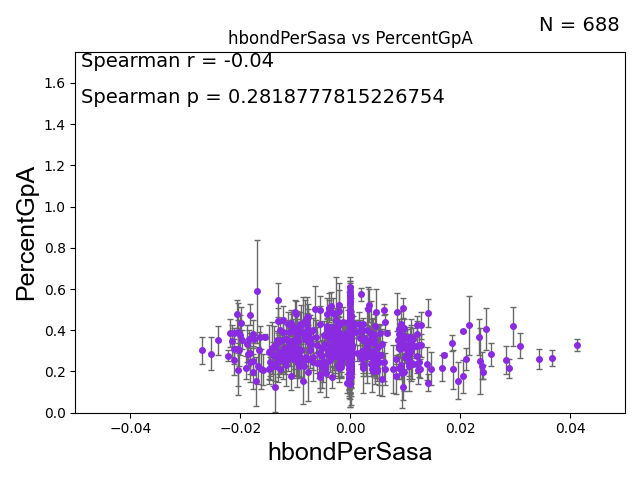 N = 688
hbondPerSasa vs PercentGpA
Spearman r = -0.04
Spearman p = 0.2818777815226754
1.6
1.4
1.2
1.0
0.8
0.6
0.4
0.2
0.0
PercentGpA
−0.04 −0.02 0.00 0.02 0.04
hbondPerSasa